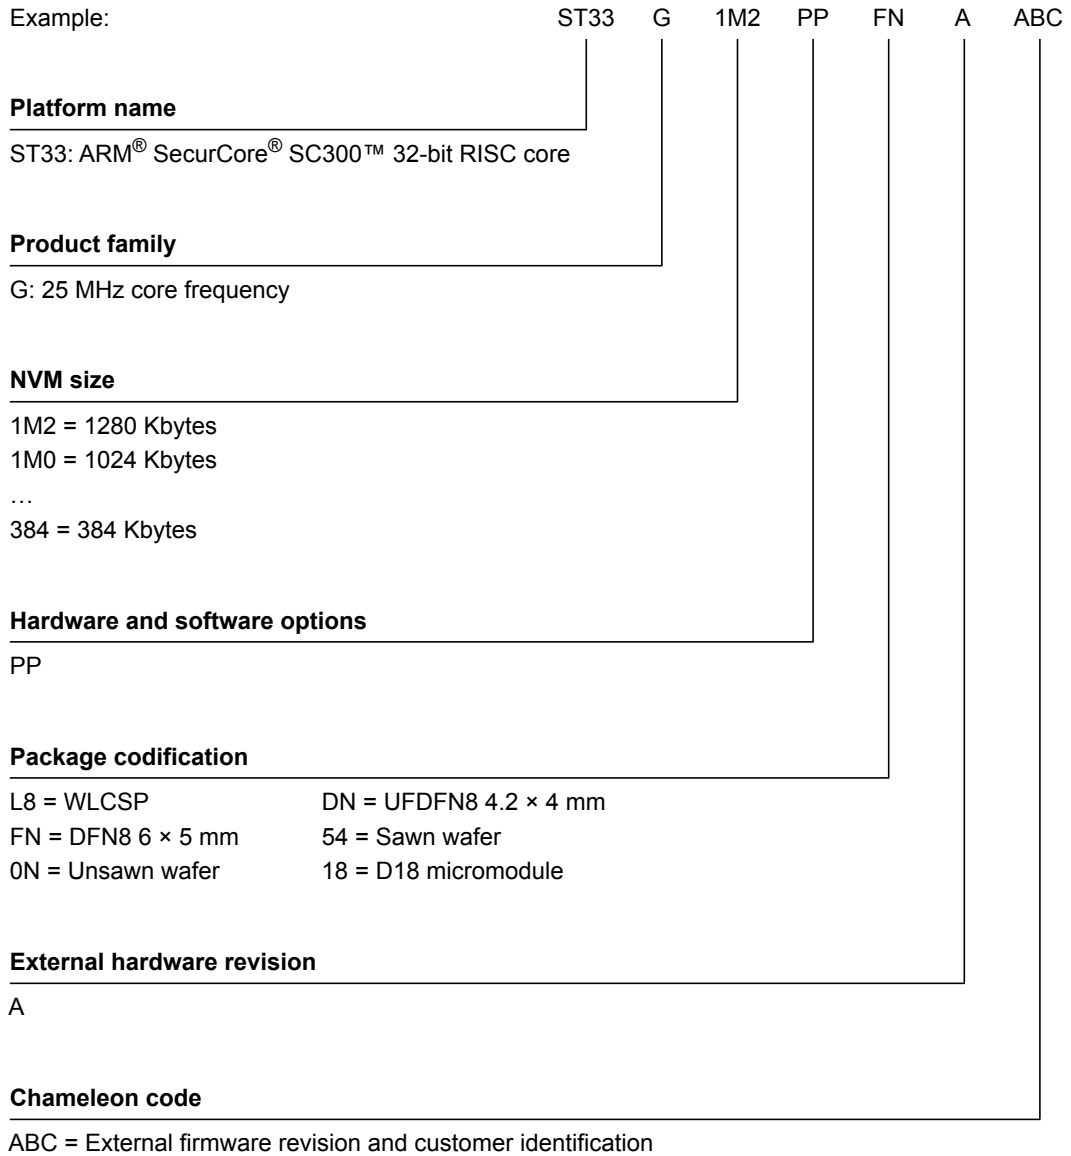 Example: ST33 G 1M2 PP FN A ABC
Platform name
ST33: ARM® SecurCore® SC300™ 32-bit RISC core
Product family
G: 25 MHz core frequency
NVM size
1M2 = 1280 Kbytes
1M0 = 1024 Kbytes
…
384 = 384 Kbytes
Hardware and software options
PP
Package codification
L8 = WLCSP DN = UFDFN8 4.2 × 4 mm
FN = DFN8 6 × 5 mm 54 = Sawn wafer
0N = Unsawn wafer 18 = D18 micromodule
External hardware revision
A
Chameleon code
ABC = External firmware revision and customer identification